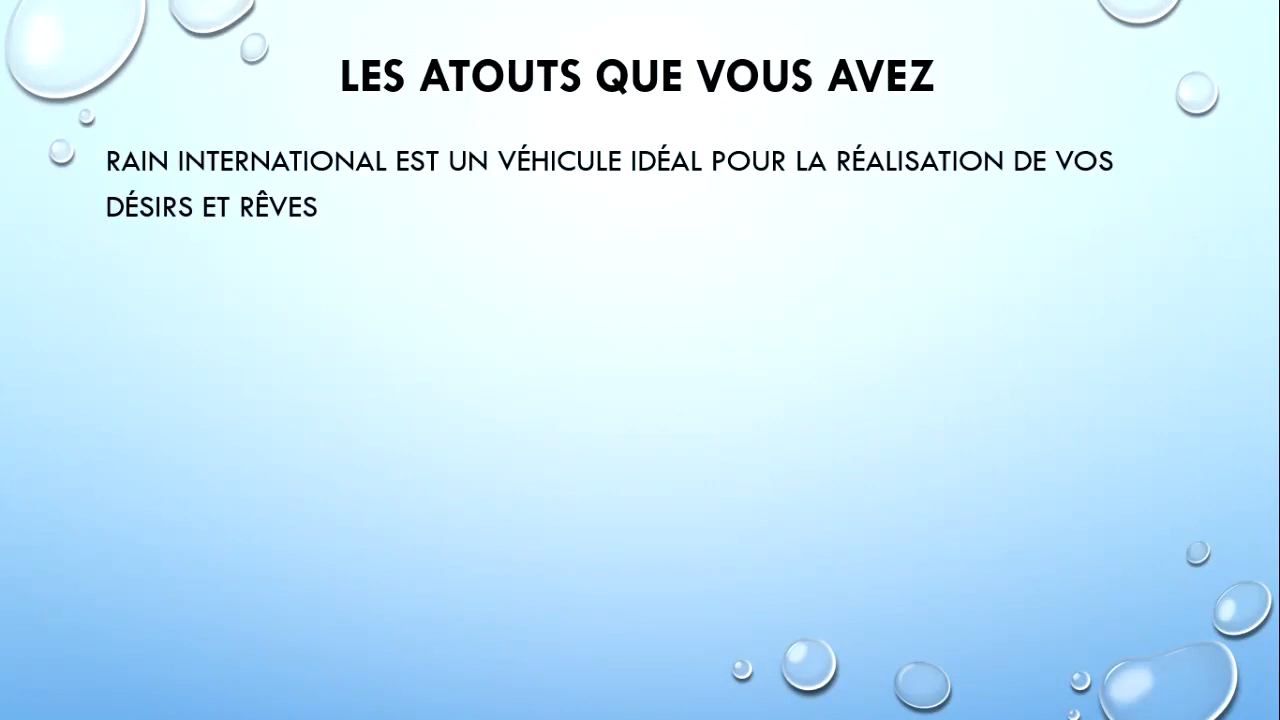 LES ATOUTS QUE VOUS AVEZ
RAIN INTERNATIONAL EST UN VÉHICULE IDÉAL POUR LA RÉALISATION DE VOS
DÉSIRS ET RÊVES